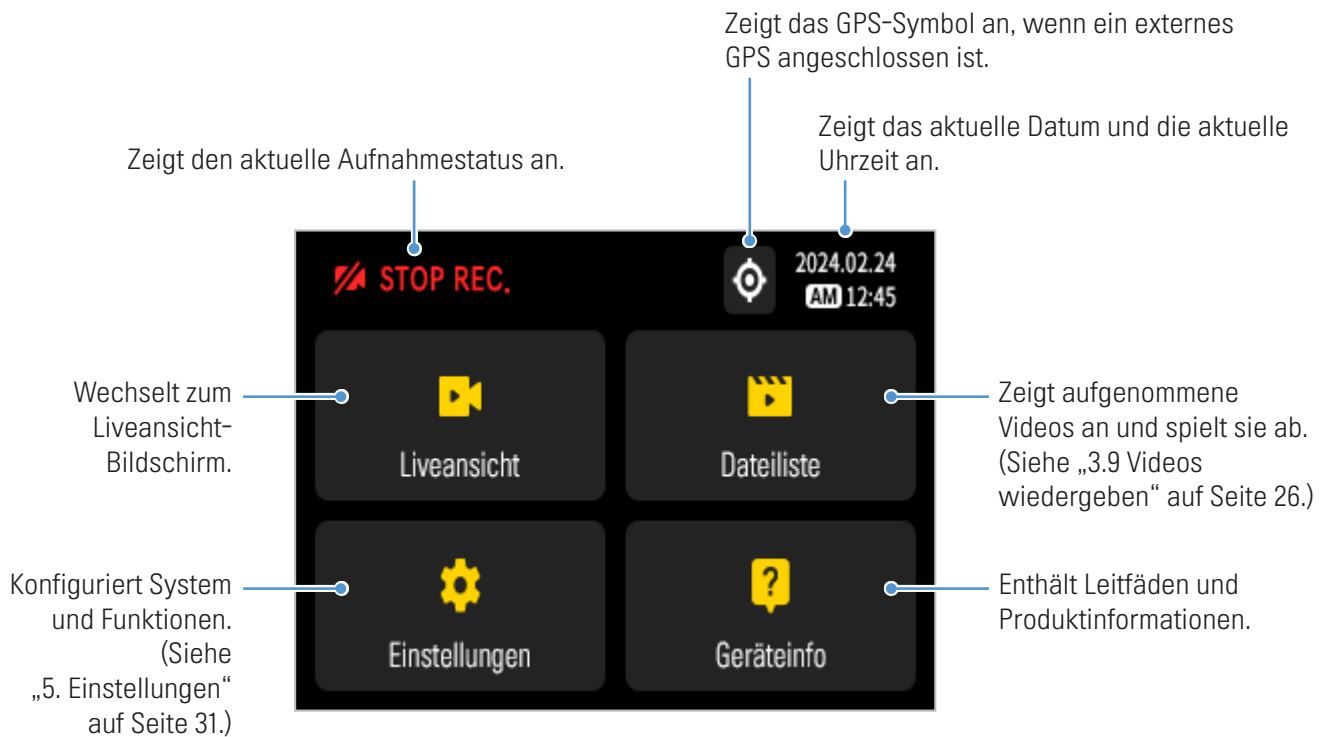 Zeigt das GPS-Symbol an, wenn ein externes
GPS angeschlossen ist.
Zeigt das aktuelle Datum und die aktuelle
Uhrzeit an.
Zeigt den aktuelle Aufnahmestatus an.
STOP REC.
2024.02.24
AM 12:45
Wechselt zum
Liveansicht-
Bildschirm.
Liveansicht
Dateiliste
Zeigt aufgenommene
Videos an und spielt sie ab.
(Siehe „3.9 Videos
wiedergeben“ auf Seite 26.)
Konfiguriert System
und Funktionen.
(Siehe
„5. Einstellungen“
auf Seite 31.)
Einstellungen
Geräteinfo
Enthält Leitfäden und
Produktinformationen.